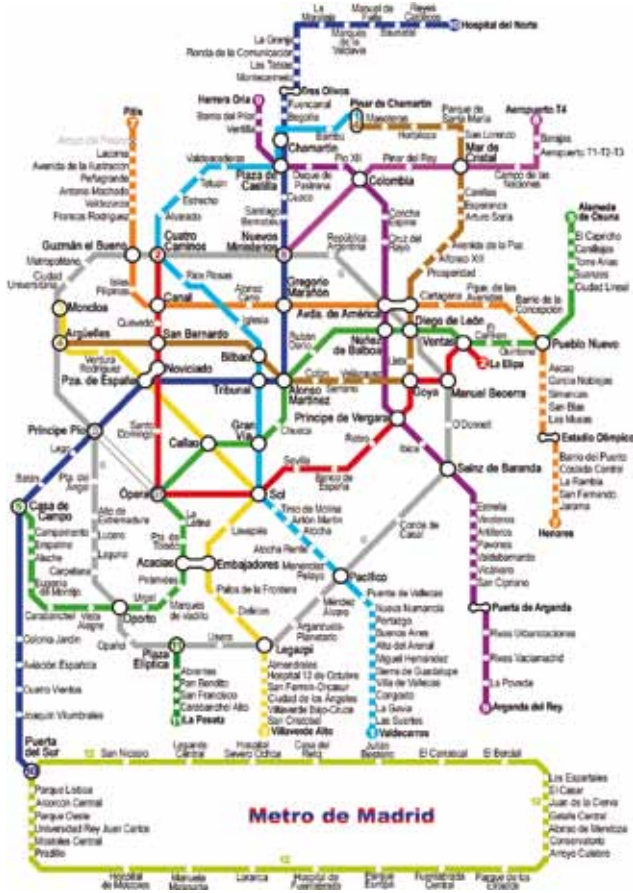 La Moraleja
Marqués de la Valdavia
Manuel de Falla
Baunatal
Reyes Católicos
Hospital del Norte
La Granja
Ronda de la Comunicación
Las Tablas
Montecarmelo
Tres Olivos
Fuencarral
Begoña
Chamartín
Pitis
Lacoma
Avenida de la Ilustración
Peñagrande
Antonio Machado
Valdezarza
Francos Rodríguez
Guzmán el Bueno
Herrera Oria
Barrio del Pilar
Ventilla
Pinar de Chamartín
Manoteras
Hortaleza
Bambú
Parque de Santa María
San Lorenzo
Mar de Cristal
Aeropuerto T4
Barajas
Aeropuerto T1-T2-T3
Campo de las Naciones
Valdeacederas
Tetuán
Estrecho
Alvarado
Plaza de Castilla
Duque de Pastrana
Pío XII
Colombia
Pinar del Rey
Cuzco
Santiago Bernabéu
Nuevos Ministerios
República Argentina
Concha Espina
Cruz del Rayo
Canillas
Esperanza
Arturo Soria
Avenida de la Paz
Alfonso XIII
Prosperidad
Alameda de Osuna
El Capricho
Canillejas
Torre Arias
Suanzes
Ciudad Lineal
Metropolitano
Ciudad Universitaria
Cuatro Caminos
Ríos Rosas
Islas Filipinas
Canal
Alonso Cano
Gregorio Marañón
Avda. de América
Cartagena
Pque. de las Avenidas
Barrio de la Concepción
Moncloa
Argüelles
Quevedo
San Bernardo
Iglesia
Bilbao
Rubén Darío
Núñez de Balboa
Diego de León
Ventas
El Carmen
Quintana
Pueblo Nuevo
La Elipa
Ventura Rodríguez
Noviciado
Pza. de España
Tribunal
Alonso Martínez
Colón
Serrano
Velázquez
Lista
Goya
Manuel Becerra
Ascao
García Noblejas
Simancas
San Blas
Las Musas
Estadio Olímpico
Barrio del Puerto
Coslada Central
La Rambla
San Fernando
Jarama
Henares
Príncipe Pío
Santo Domingo
Callao
Gran Vía
Chueca
Príncipe de Vergara
Retiro
O'Donnell
Ibiza
Sainz de Baranda
Lago
Batán
Casa de Campo
Ópera
Sol
Sevilla
Banco de España
Pta. del Ángel
Alto de Extremadura
Lucero
Laguna
Carpetana
Campamento
Empalme
Aluche
Eugenia de Montijo
Carabanchel
Vista Alegre
Oporto
Urgel
Marqués de Vadillo
Pirámides
Acacias
Pta. de Toledo
La Latina
Lavapiés
Embajadores
Palos de la Frontera
Delicias
Legazpi
Tirso de Molina
Antón Martín
Atocha
Atocha Renfe
Menéndez Pelayo
Pacífico
Conde de Casal
Méndez Álvaro
Arganzuela-Planetario
Estrella
Vinateros
Artilleros
Pavones
Valdebernardo
Vicálvaro
San Cipriano
Puerta de Arganda
Rivas Urbanizaciones
Rivas Vaciamadrid
La Poveda
Arganda del Rey
Opañel
Plaza Elíptica
Usera
Abrantes
Pan Bendito
San Francisco
Carabanchel Alto
La Peseta
Almendrales
Hospital 12 de Octubre
San Fermín-Orcasur
Ciudad de los Ángeles
Villaverde Bajo-Cruce
San Cristóbal
Villaverde Alto
Puente de Vallecas
Nueva Numancia
Portazgo
Buenos Aires
Alto del Arenal
Miguel Hernández
Sierra de Guadalupe
Villa de Vallecas
Congosto
La Gavia
Las Suertes
Valdecarros
Colonia Jardín
Aviación Española
Cuatro Vientos
Joaquín Vilumbrales
Puerta del Sur
San Nicasio
Leganés Central
Hospital Severo Ochoa
Casa del Reloj
Julián Besteiro
El Carrascal
El Bercial
Parque Lisboa
Alcorcón Central
Parque Oeste
Universidad Rey Juan Carlos
Móstoles Central
Pradillo
Metro de Madrid
Los Espartales
El Casar
Juan de la Cierva
Getafe Central
Alonso de Mendoza
Conservatorio
Arroyo Culebro
Hospital de Móstoles
Manuela Malasaña
Loranca
Hospital de Fuenlabrada
Parque Europa
Fuenlabrada Central
Parque de los Estados